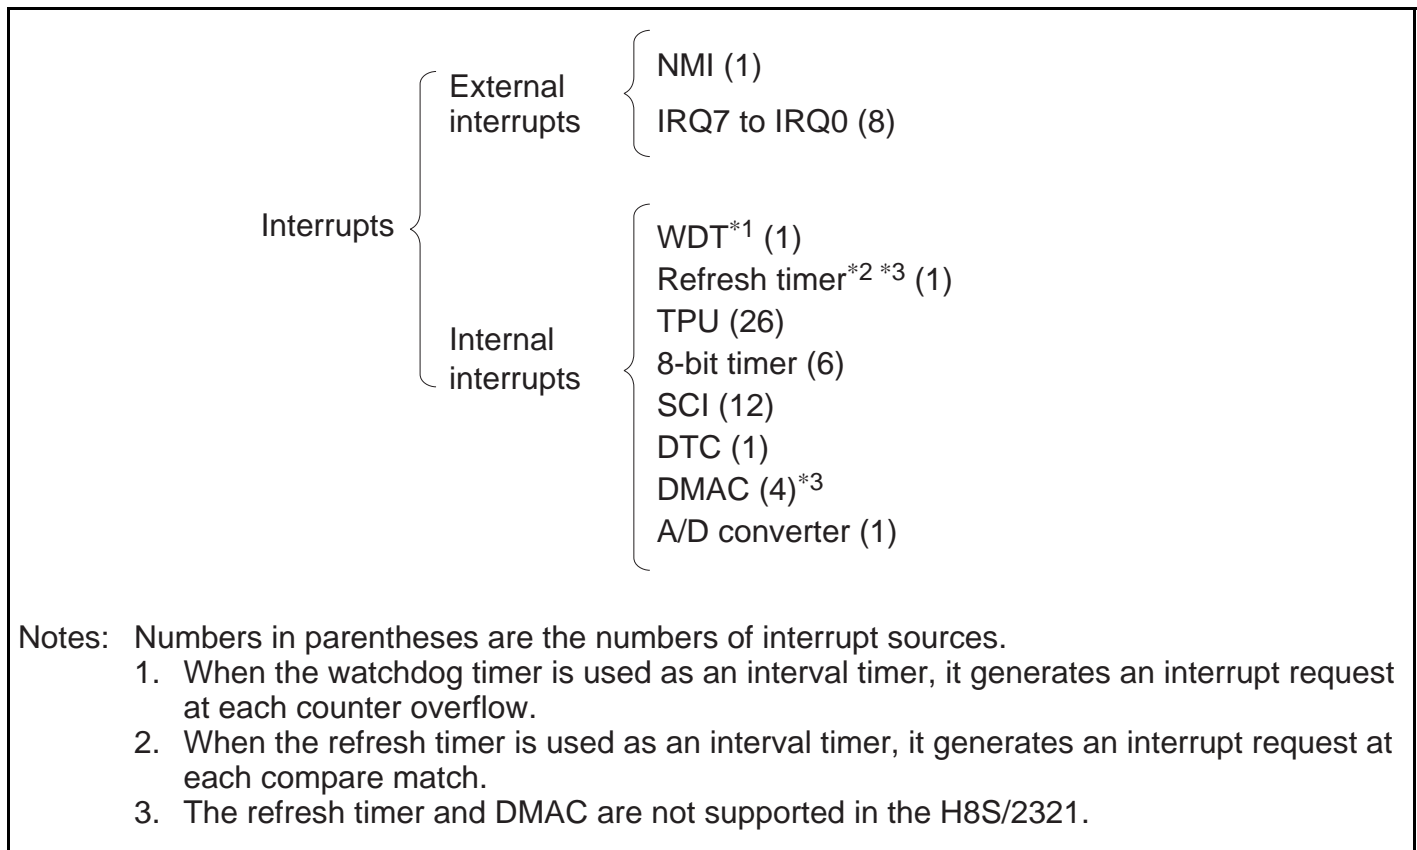 External
interrupts
NMI (1)
IRQ7 to IRQ0 (8)
Interrupts
Internal
interrupts
WDT*1 (1)
Refresh timer*2 *3 (1)
TPU (26)
8-bit timer (6)
SCI (12)
DTC (1)
DMAC (4)*3
A/D converter (1)
Notes: Numbers in parentheses are the numbers of interrupt sources.
1. When the watchdog timer is used as an interval timer, it generates an interrupt request
at each counter overflow.
2. When the refresh timer is used as an interval timer, it generates an interrupt request at
each compare match.
3. The refresh timer and DMAC are not supported in the H8S/2321.